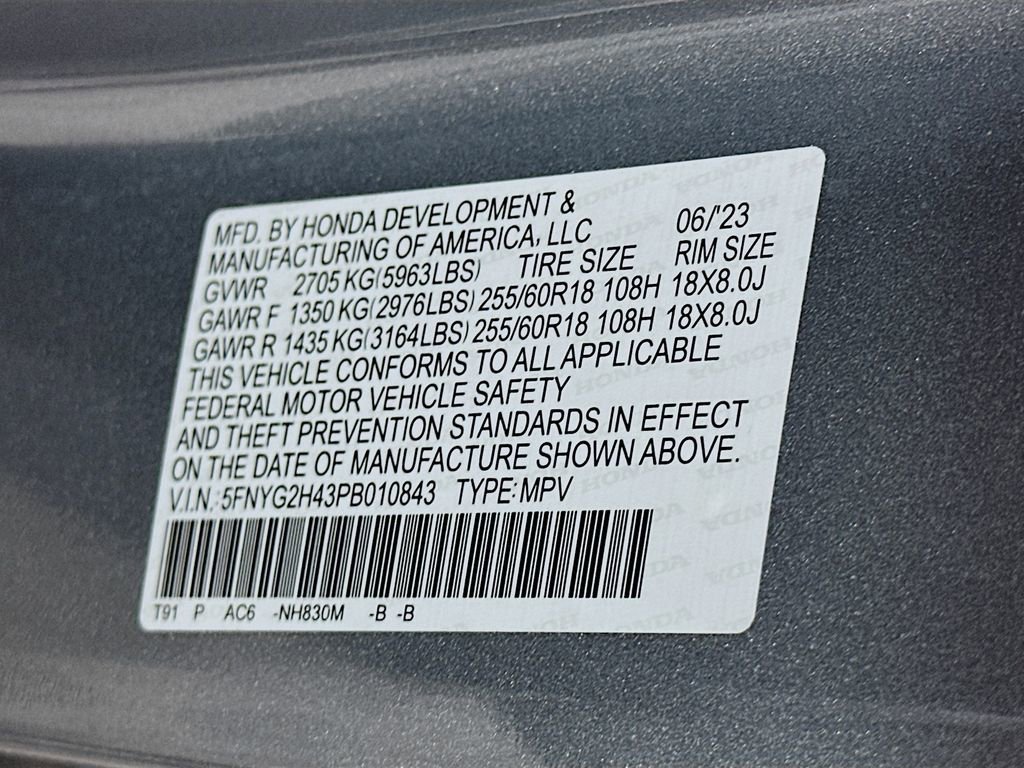 MFD. BY HONDA DEVELOPMENT &
MANUFACTURING OF AMERICA, LLC 06/'23
GVWR 2705 KG(5963LBS) TIRE SIZE RIM SIZE
GAWR F 1350 KG(2976LBS) 255/60R18 108H 18X8.0J
GAWR R 1435 KG(3164LBS) 255/60R18 108H 18X8.0J
THIS VEHICLE CONFORMS TO ALL APPLICABLE
FEDERAL MOTOR VEHICLE SAFETY
AND THEFT PREVENTION STANDARDS IN EFFECT
ON THE DATE OF MANUFACTURE SHOWN ABOVE.
V.I.N.: 5FNYG2H43PB010843 TYPE: MPV
T91 P AC6 -NH830M -B -B